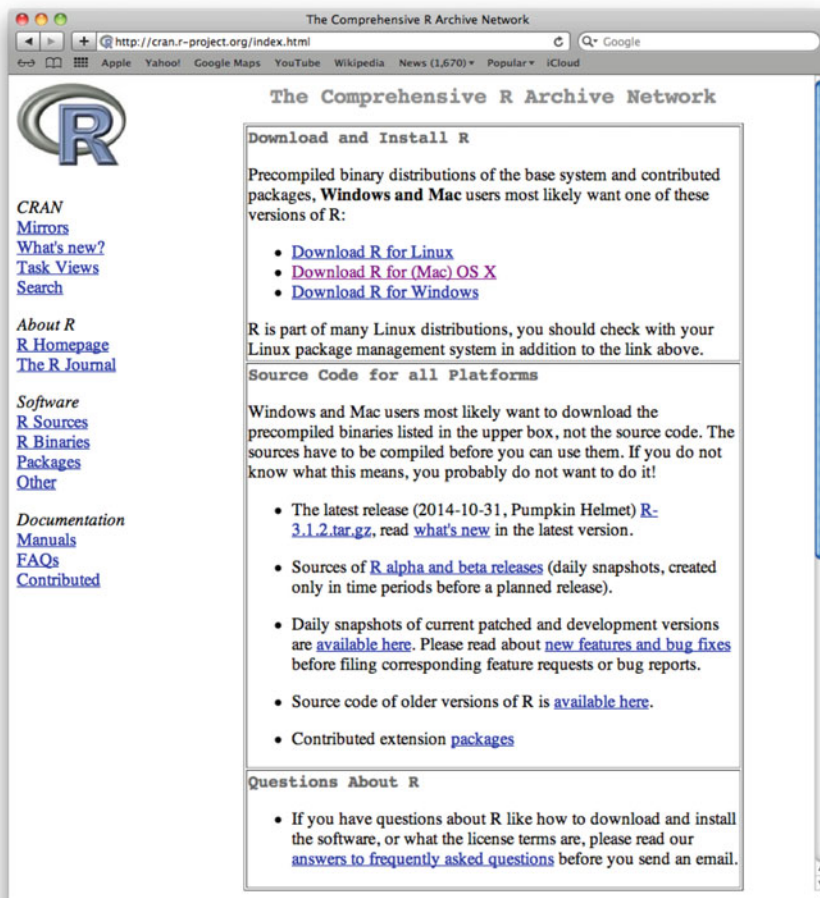 The Comprehensive R Archive Network
http://cran.r-project.org/index.html
Google
Apple Yahoo! Google Maps YouTube Wikipedia News (1,670) Popular iCloud
R
CRAN
Mirrors
What's new?
Task Views
Search
About R
R Homepage
The R Journal
Software
R Sources
R Binaries
Packages
Other
Documentation
Manuals
FAQs
Contributed
The Comprehensive R Archive Network
Download and Install R
Precompiled binary distributions of the base system and contributed
packages, Windows and Mac users most likely want one of these
versions of R:
• Download R for Linux
• Download R for (Mac) OS X
• Download R for Windows
R is part of many Linux distributions, you should check with your
Linux package management system in addition to the link above.
Source Code for all Platforms
Windows and Mac users most likely want to download the
precompiled binaries listed in the upper box, not the source code. The
sources have to be compiled before you can use them. If you do not
know what this means, you probably do not want to do it!
• The latest release (2014-10-31, Pumpkin Helmet) R-
3.1.2.tar.gz, read what's new in the latest version.
• Sources of R alpha and beta releases (daily snapshots, created
only in time periods before a planned release).
• Daily snapshots of current patched and development versions
are available here. Please read about new features and bug fixes
before filing corresponding feature requests or bug reports.
• Source code of older versions of R is available here.
• Contributed extension packages
Questions About R
• If you have questions about R like how to download and install
the software, or what the license terms are, please read our
answers to frequently asked questions before you send an email.